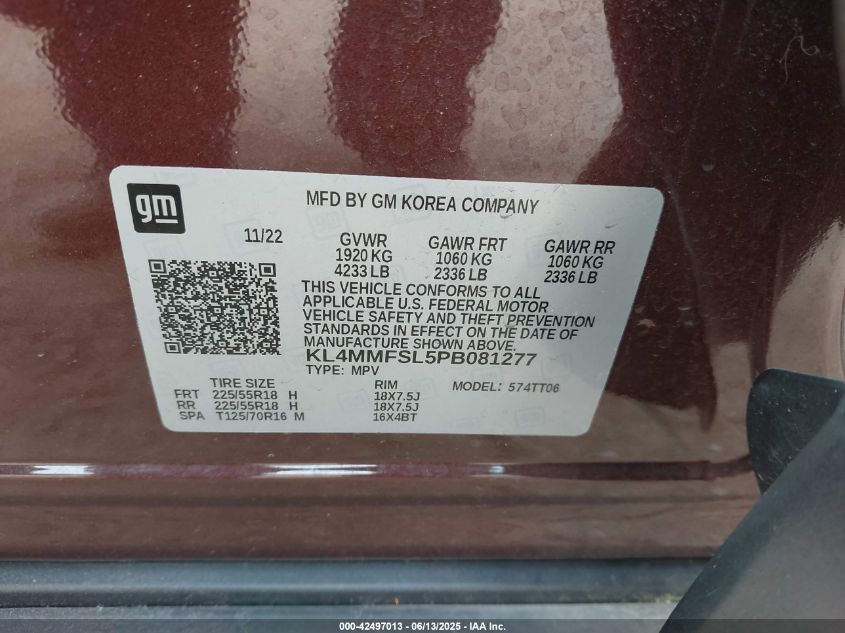 gm
MFD BY GM KOREA COMPANY
11/22 GVWR GAWR FRT GAWR RR
1920 KG 1060 KG 1060 KG
4233 LB 2336 LB 2336 LB
THIS VEHICLE CONFORMS TO ALL
APPLICABLE U.S. FEDERAL MOTOR
VEHICLE SAFETY AND THEFT PREVENTION
STANDARDS IN EFFECT ON THE DATE OF
MANUFACTURE SHOWN ABOVE.
KL4MMFSL5PB081277
TYPE: MPV
TIRE SIZE RIM MODEL: 574TT06
FRT 225/55R18 H 18X7.5J
RR 225/55R18 H 18X7.5J
SPA T125/70R16 M 16X4BT
000-42497013 - 06/13/2025 - IAA Inc.